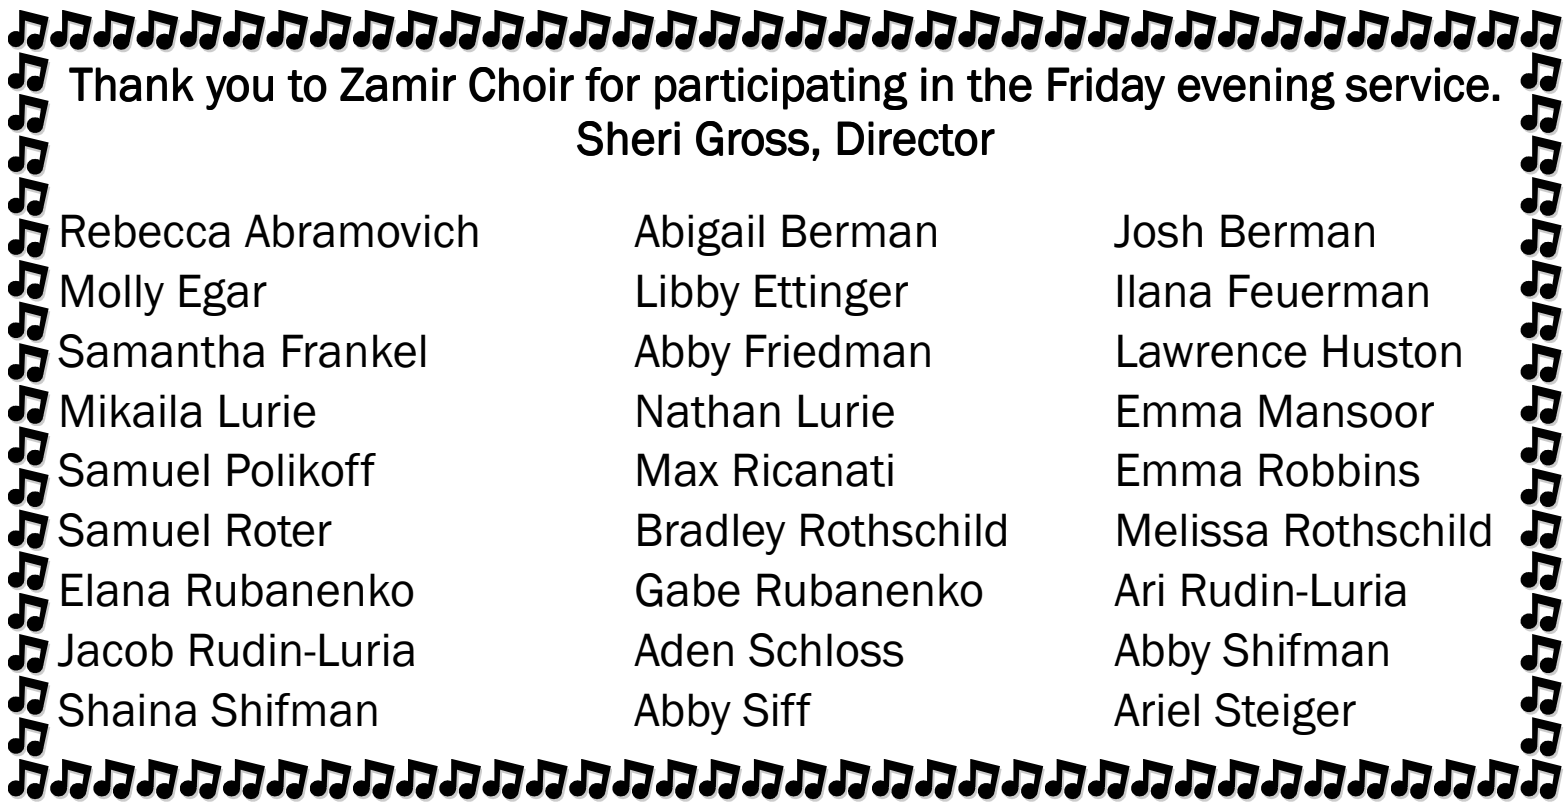 Thank you to Zamir Choir for participating in the Friday evening service.
Sheri Gross, Director
Rebecca Abramovich Abigail Berman Josh Berman
Molly Egar Libby Ettinger Ilana Feuerman
Samantha Frankel Abby Friedman Lawrence Huston
Mikaila Lurie Nathan Lurie Emma Mansoor
Samuel Polikoff Max Ricanati Emma Robbins
Samuel Roter Bradley Rothschild Melissa Rothschild
Elana Rubanenko Gabe Rubanenko Ari Rudin-Luria
Jacob Rudin-Luria Aden Schloss Abby Shifman
Shaina Shifman Abby Siff Ariel Steiger